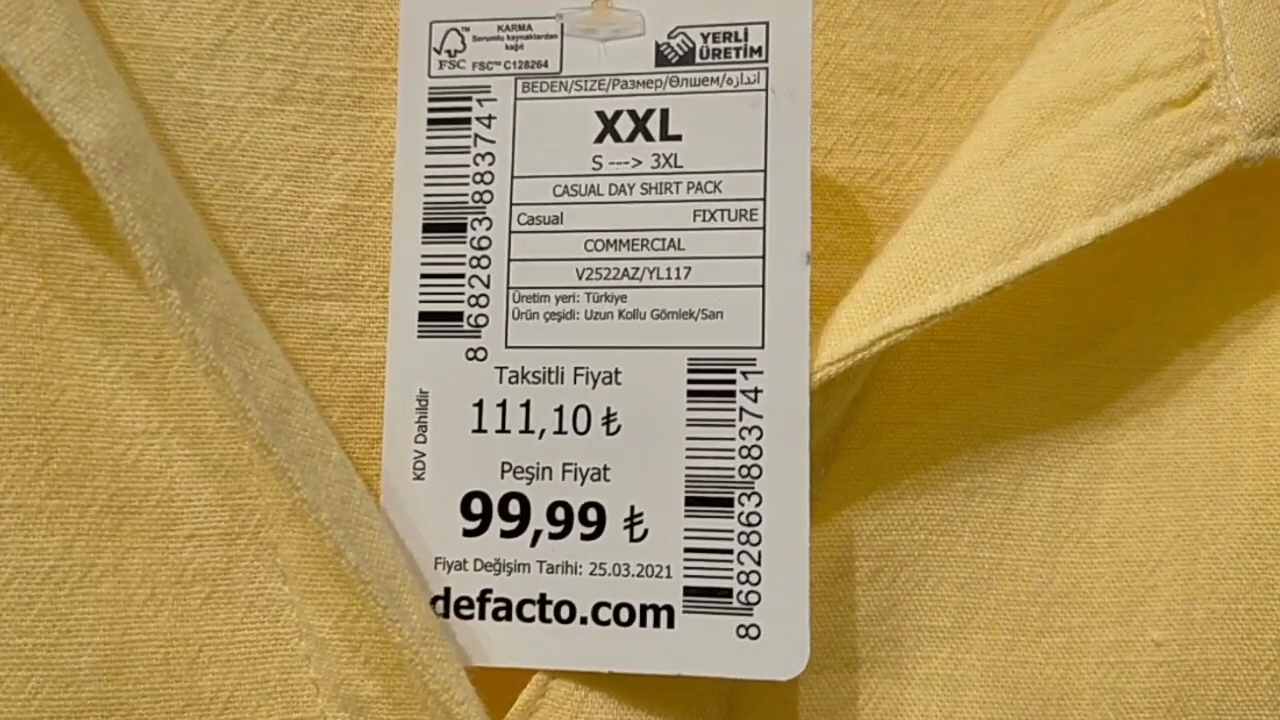 KARMA
Sorumlu kaynaklardan
kağıt
FSC™ C128264
FSC
YERLİ
ÜRETİM
BEDEN/SIZE/Размер/Өлшем/اندازه
XXL
S ---> 3XL
CASUAL DAY SHIRT PACK
Casual FIXTURE
COMMERCIAL
V2522AZ/YL117
Üretim yeri: Türkiye
Ürün çeşidi: Uzun Kollu Gömlek/Sarı
8 682863 883741
Taksitli Fiyat
111,10 ₺
KDV Dahildir
Peşin Fiyat
99,99 ₺
Fiyat Değişim Tarihi: 25.03.2021
defacto.com
8 682863 883741